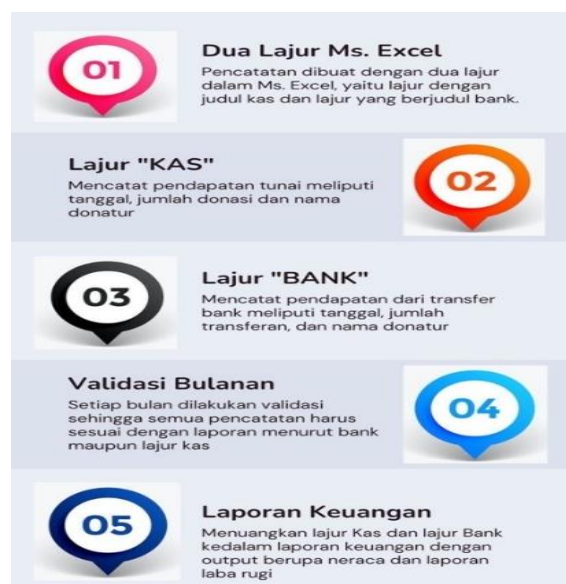 01
Dua Lajur Ms. Excel
Pencatatan dibuat dengan dua lajur
dalam Ms. Excel, yaitu lajur dengan
judul kas dan lajur yang berjudul bank.
Lajur "KAS"
Mencatat pendapatan tunai meliputi
tanggal, jumlah donasi dan nama
donatur
02
03
Lajur "BANK"
Mencatat pendapatan dari transfer
bank meliputi tanggal, jumlah
transferan, dan nama donatur
Validasi Bulanan
Setiap bulan dilakukan validasi
sehingga semua pencatatan harus
sesuai dengan laporan menurut bank
maupun lajur kas
04
05
Laporan Keuangan
Menuangkan lajur Kas dan lajur Bank
kedalam laporan keuangan dengan
output berupa neraca dan laporan
laba rugi